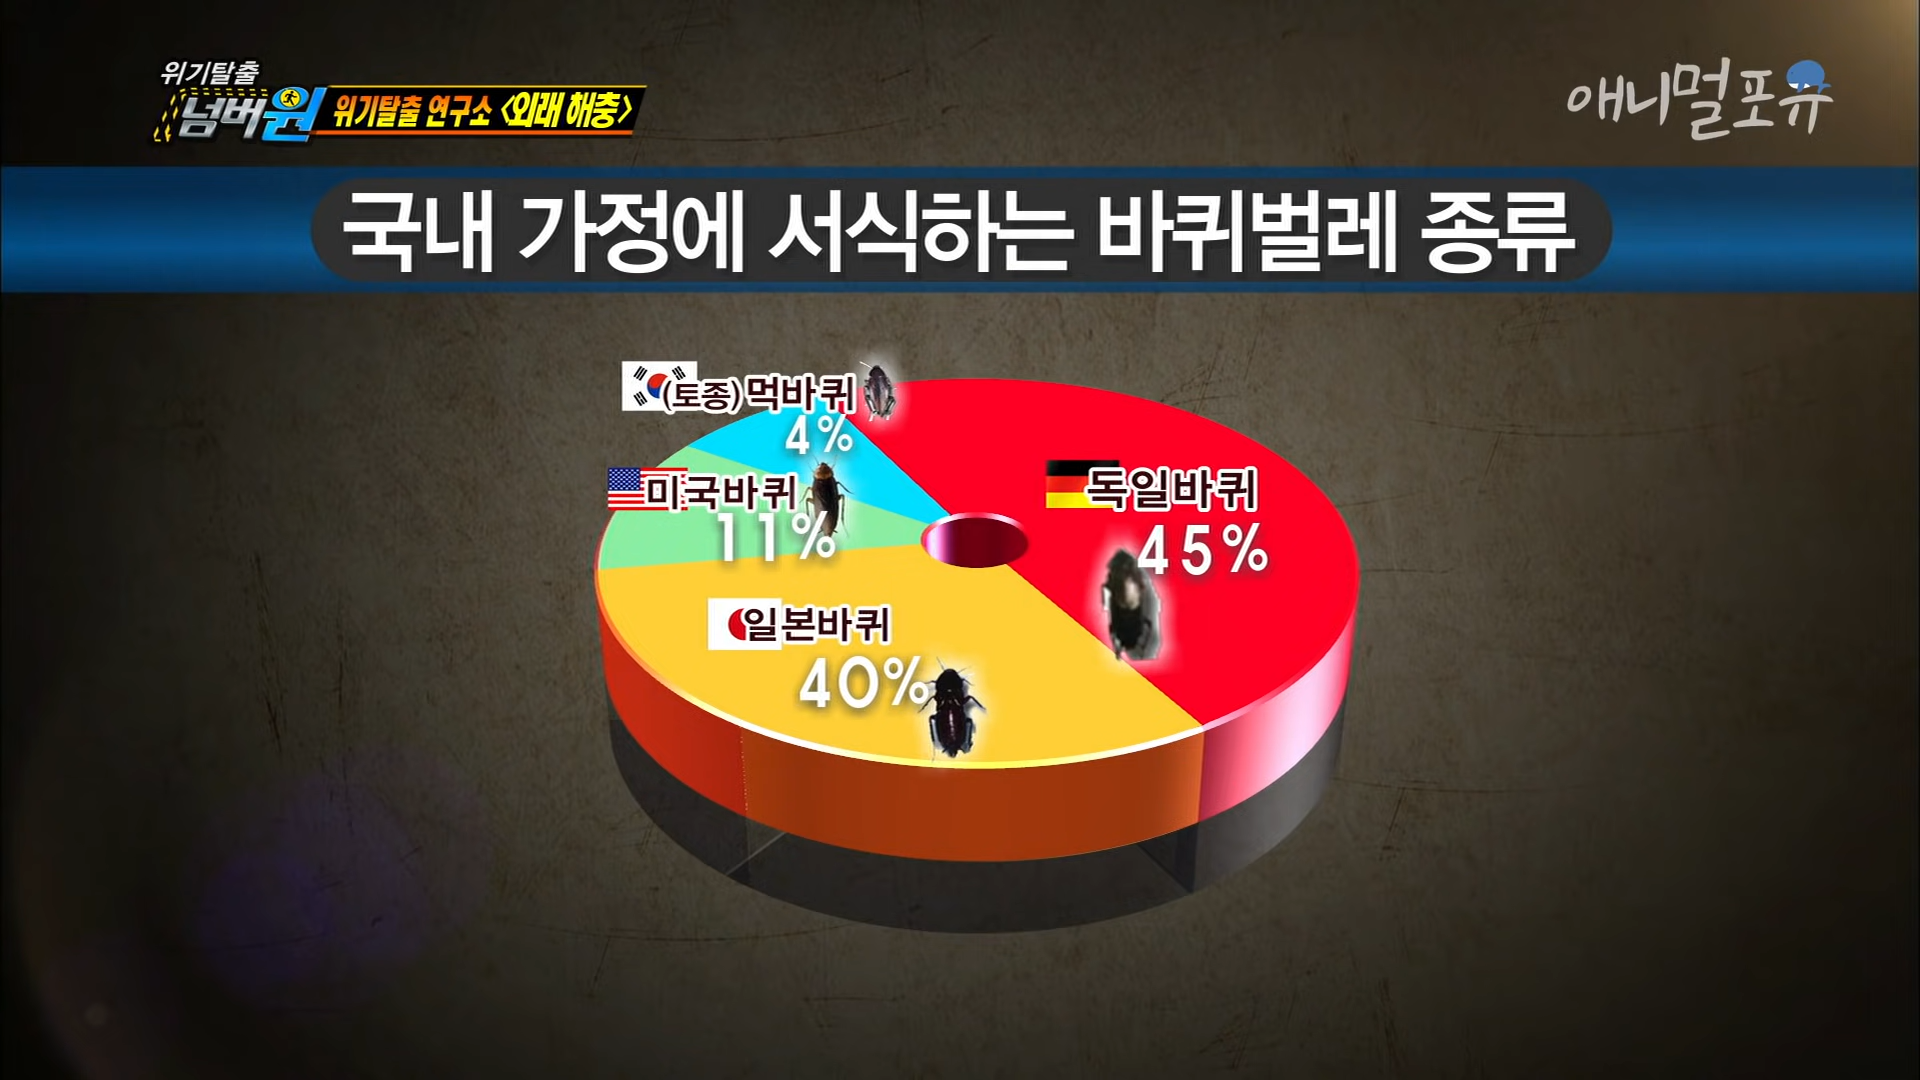 위기탈출
넘버원
위기탈출 연구소 <외래 해충>
애니멀포유
국내 가정에 서식하는 바퀴벌레 종류
(토종) 먹바퀴
4%
미국바퀴
11%
독일바퀴
45%
일본바퀴
40%